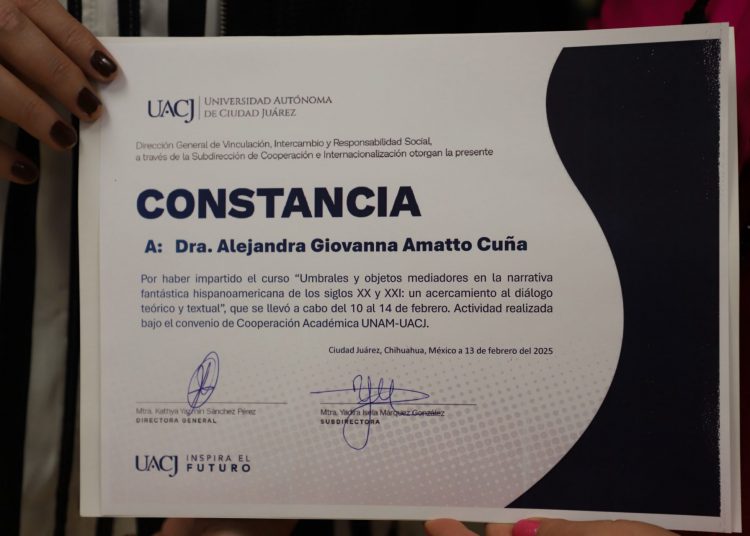 UACJ
UNIVERSIDAD AUTÓNOMA
DE CIUDAD JUÁREZ
Dirección General de Vinculación, Intercambio y Responsabilidad Social,
a través de la Subdirección de Cooperación e Internacionalización otorgan la presente
CONSTANCIA
A: Dra. Alejandra Giovanna Amatto Cuña
Por haber impartido el curso “Umbrales y objetos mediadores en la narrativa
fantástica hispanoamericana de los siglos XX y XXI: un acercamiento al diálogo
teórico y textual”, que se llevó a cabo del 10 al 14 de febrero. Actividad realizada
bajo el convenio de Cooperación Académica UNAM-UACJ.
Ciudad Juárez, Chihuahua, México a 13 de febrero del 2025
Mtra. Kathya Yazmín Sánchez Pérez
DIRECTORA GENERAL
Mtra. Yadira Isela Márquez González
SUBDIRECTORA
UACJ
INSPIRA EL
FUTURO